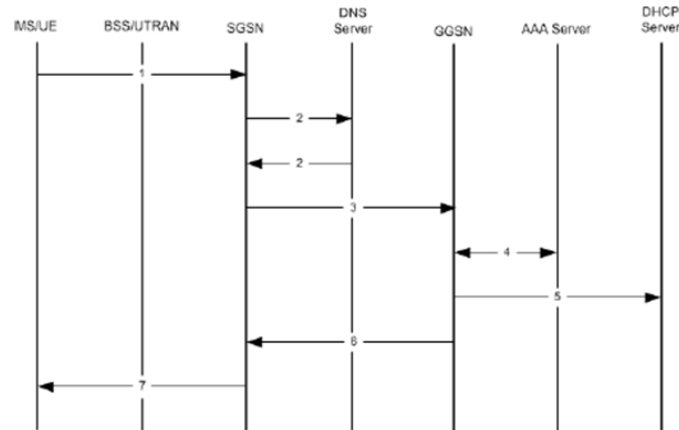 MS/UE
BSS/UTRAN
SGSN
DNS
Server
GGSN
AAA Server
DHCP
Server
1
2
2
3
4
5
6
7